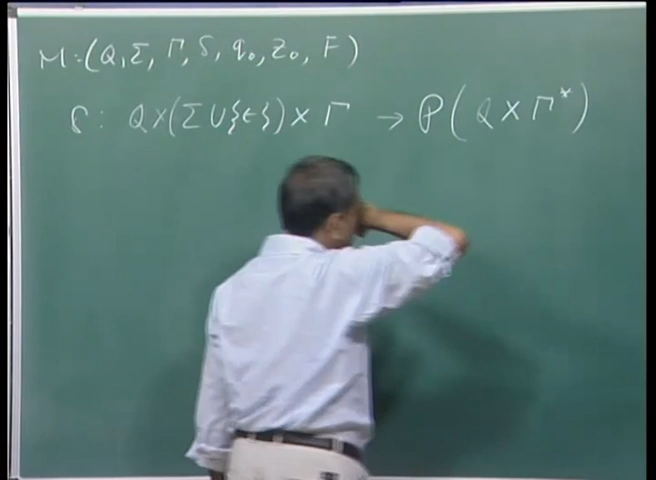 M:(Q, Σ, Γ, δ, q₀, z₀, F)
δ: Q×(Σ∪{ϵ})× Γ → P(Q×Γ*)